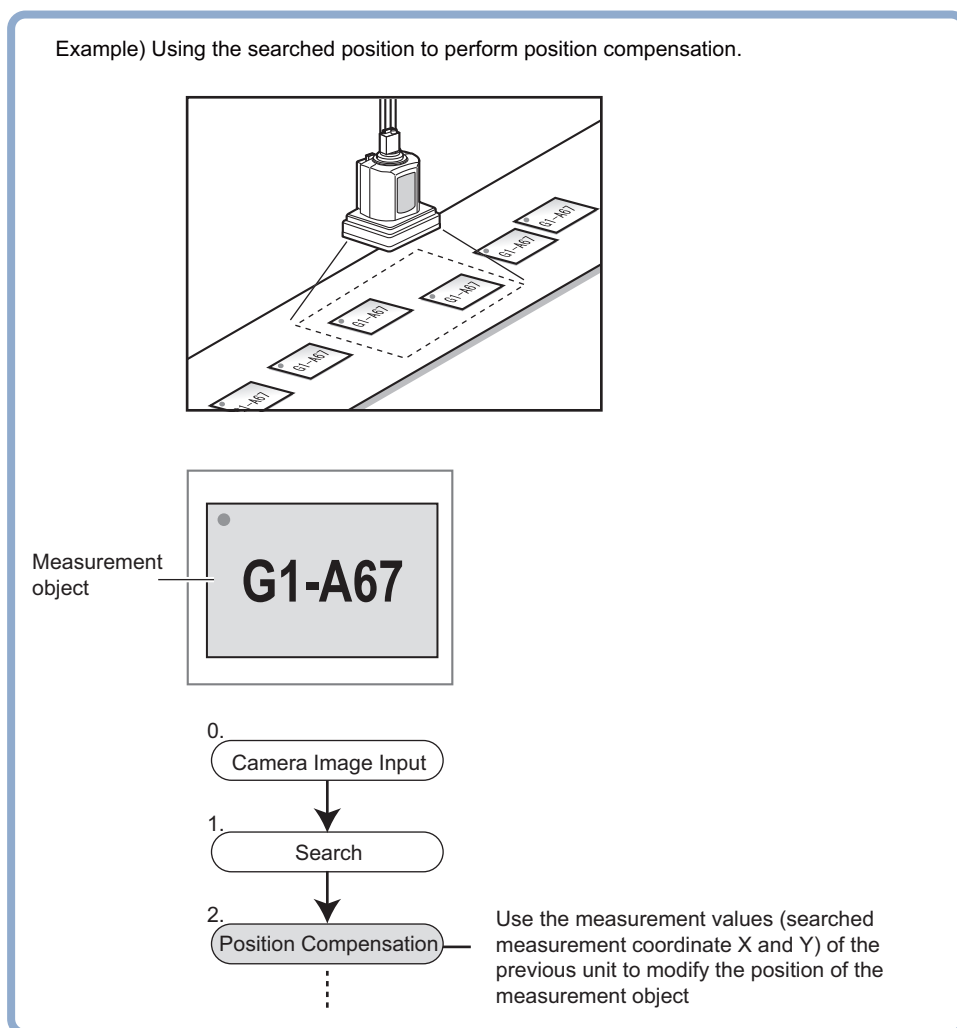 Example) Using the searched position to perform position compensation.
G1-A67
G1-A67
G1-A67
G1-A67
G1-A67
G1-A67
Measurement
object
G1-A67
0.
Camera Image Input
1.
Search
2.
Position Compensation
Use the measurement values (searched
measurement coordinate X and Y) of the
previous unit to modify the position of the
measurement object